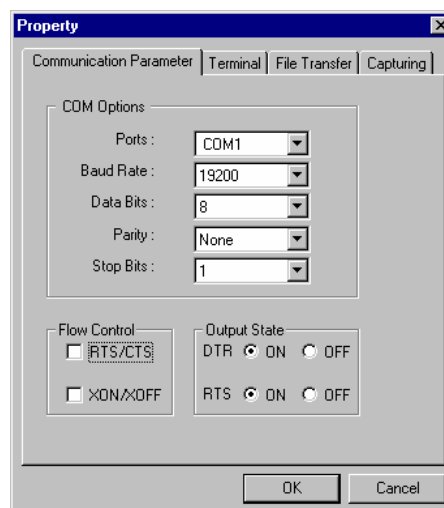 Property
Communication Parameter Terminal File Transfer Capturing
COM Options
Ports : COM1
Baud Rate : 19200
Data Bits : 8
Parity : None
Stop Bits : 1
Flow Control
RTS/CTS
XON/XOFF
Output State
DTR ON OFF
RTS ON OFF
OK Cancel